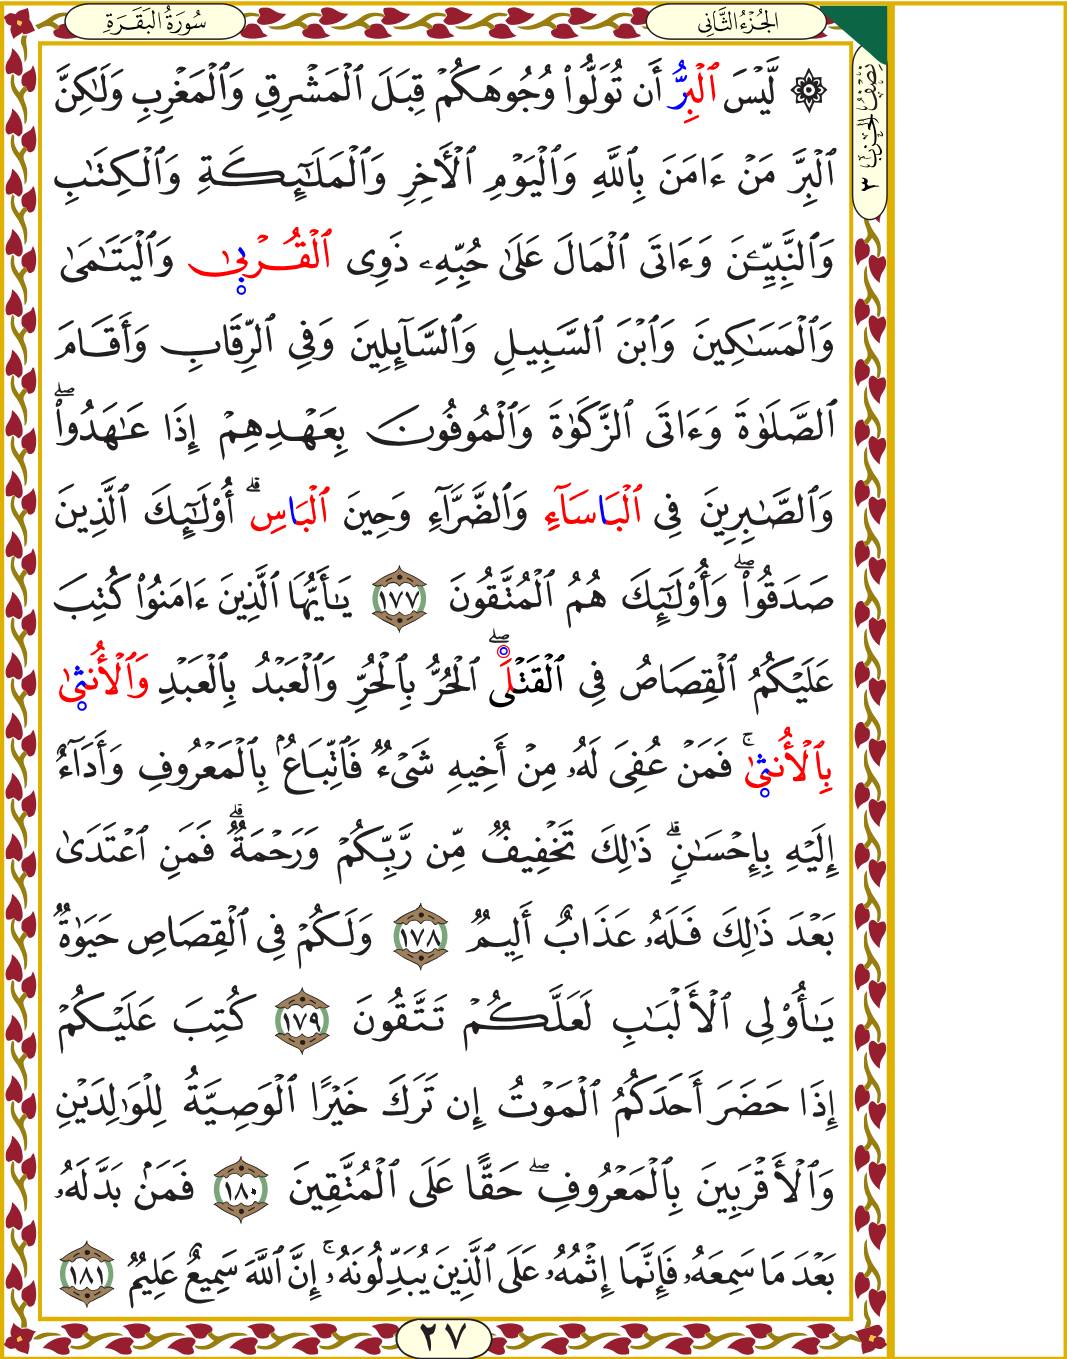 سُورَةُ البَقَرَةِ
الجُزْءُ الثَّانِي
نِصْفُ الحِزْبِ ٣
۞ لَّيۡسَ ٱلۡبِرُّ أَن تُوَلُّواْ وُجُوهَكُمۡ قِبَلَ ٱلۡمَشۡرِقِ وَٱلۡمَغۡرِبِ وَلَٰكِنَّ
ٱلۡبِرَّ مَنۡ ءَامَنَ بِٱللَّهِ وَٱلۡيَوۡمِ ٱلۡأٓخِرِ وَٱلۡمَلَٰٓئِكَةِ وَٱلۡكِتَٰبِ
وَٱلنَّبِيِّـۧنَ وَءَاتَى ٱلۡمَالَ عَلَىٰ حُبِّهِۦ ذَوِي ٱلۡقُرۡبىٰ وَٱلۡيَتَٰمَىٰ
وَٱلۡمَسَٰكِينَ وَٱبۡنَ ٱلسَّبِيلِ وَٱلسَّآئِلِينَ وَفِي ٱلرِّقَابِ وَأَقَامَ
ٱلصَّلَوٰةَ وَءَاتَى ٱلزَّكَوٰةَ وَٱلۡمُوفُونَ بِعَهۡدِهِمۡ إِذَا عَٰهَدُواْۖ
وَٱلصَّٰبِرِينَ فِي ٱلۡبَاسَآءِ وَٱلضَّرَّآءِ وَحِينَ ٱلۡبَاسِۗ أُوْلَٰٓئِكَ ٱلَّذِينَ
صَدَقُواْۖ وَأُوْلَٰٓئِكَ هُمُ ٱلۡمُتَّقُونَ ١٧٧ يَٰٓأَيُّهَا ٱلَّذِينَ ءَامَنُواْ كُتِبَ
عَلَيۡكُمُ ٱلۡقِصَاصُ فِي ٱلۡقَتۡلَىۖ ٱلۡحُرُّ بِٱلۡحُرِّ وَٱلۡعَبۡدُ بِٱلۡعَبۡدِ وَٱلۡأُنثىٰ
بِٱلۡأُنثىٰۚ فَمَنۡ عُفِيَ لَهُۥ مِنۡ أَخِيهِ شَيۡءٞ فَٱتِّبَاعُۢ بِٱلۡمَعۡرُوفِ وَأَدَآءٌ
إِلَيۡهِ بِإِحۡسَٰنٖۗ ذَٰلِكَ تَخۡفِيفٞ مِّن رَّبِّكُمۡ وَرَحۡمَةٞۗ فَمَنِ ٱعۡتَدَىٰ
بَعۡدَ ذَٰلِكَ فَلَهُۥ عَذَابٌ أَلِيمٞ ١٧٨ وَلَكُمۡ فِي ٱلۡقِصَاصِ حَيَوٰةٞ
يَٰٓأُوْلِي ٱلۡأَلۡبَٰبِ لَعَلَّكُمۡ تَتَّقُونَ ١٧٩ كُتِبَ عَلَيۡكُمۡ
إِذَا حَضَرَ أَحَدَكُمُ ٱلۡمَوۡتُ إِن تَرَكَ خَيۡرًا ٱلۡوَصِيَّةُ لِلۡوَٰلِدَيۡنِ
وَٱلۡأَقۡرَبِينَ بِٱلۡمَعۡرُوفِۖ حَقًّا عَلَى ٱلۡمُتَّقِينَ ١٨٠ فَمَنۢ بَدَّلَهُۥ
بَعۡدَ مَا سَمِعَهُۥ فَإِنَّمَآ إِثۡمُهُۥ عَلَى ٱلَّذِينَ يُبَدِّلُونَهُۥٓۚ إِنَّ ٱللَّهَ سَمِيعٌ عَلِيمٞ ١٨١
٢٧